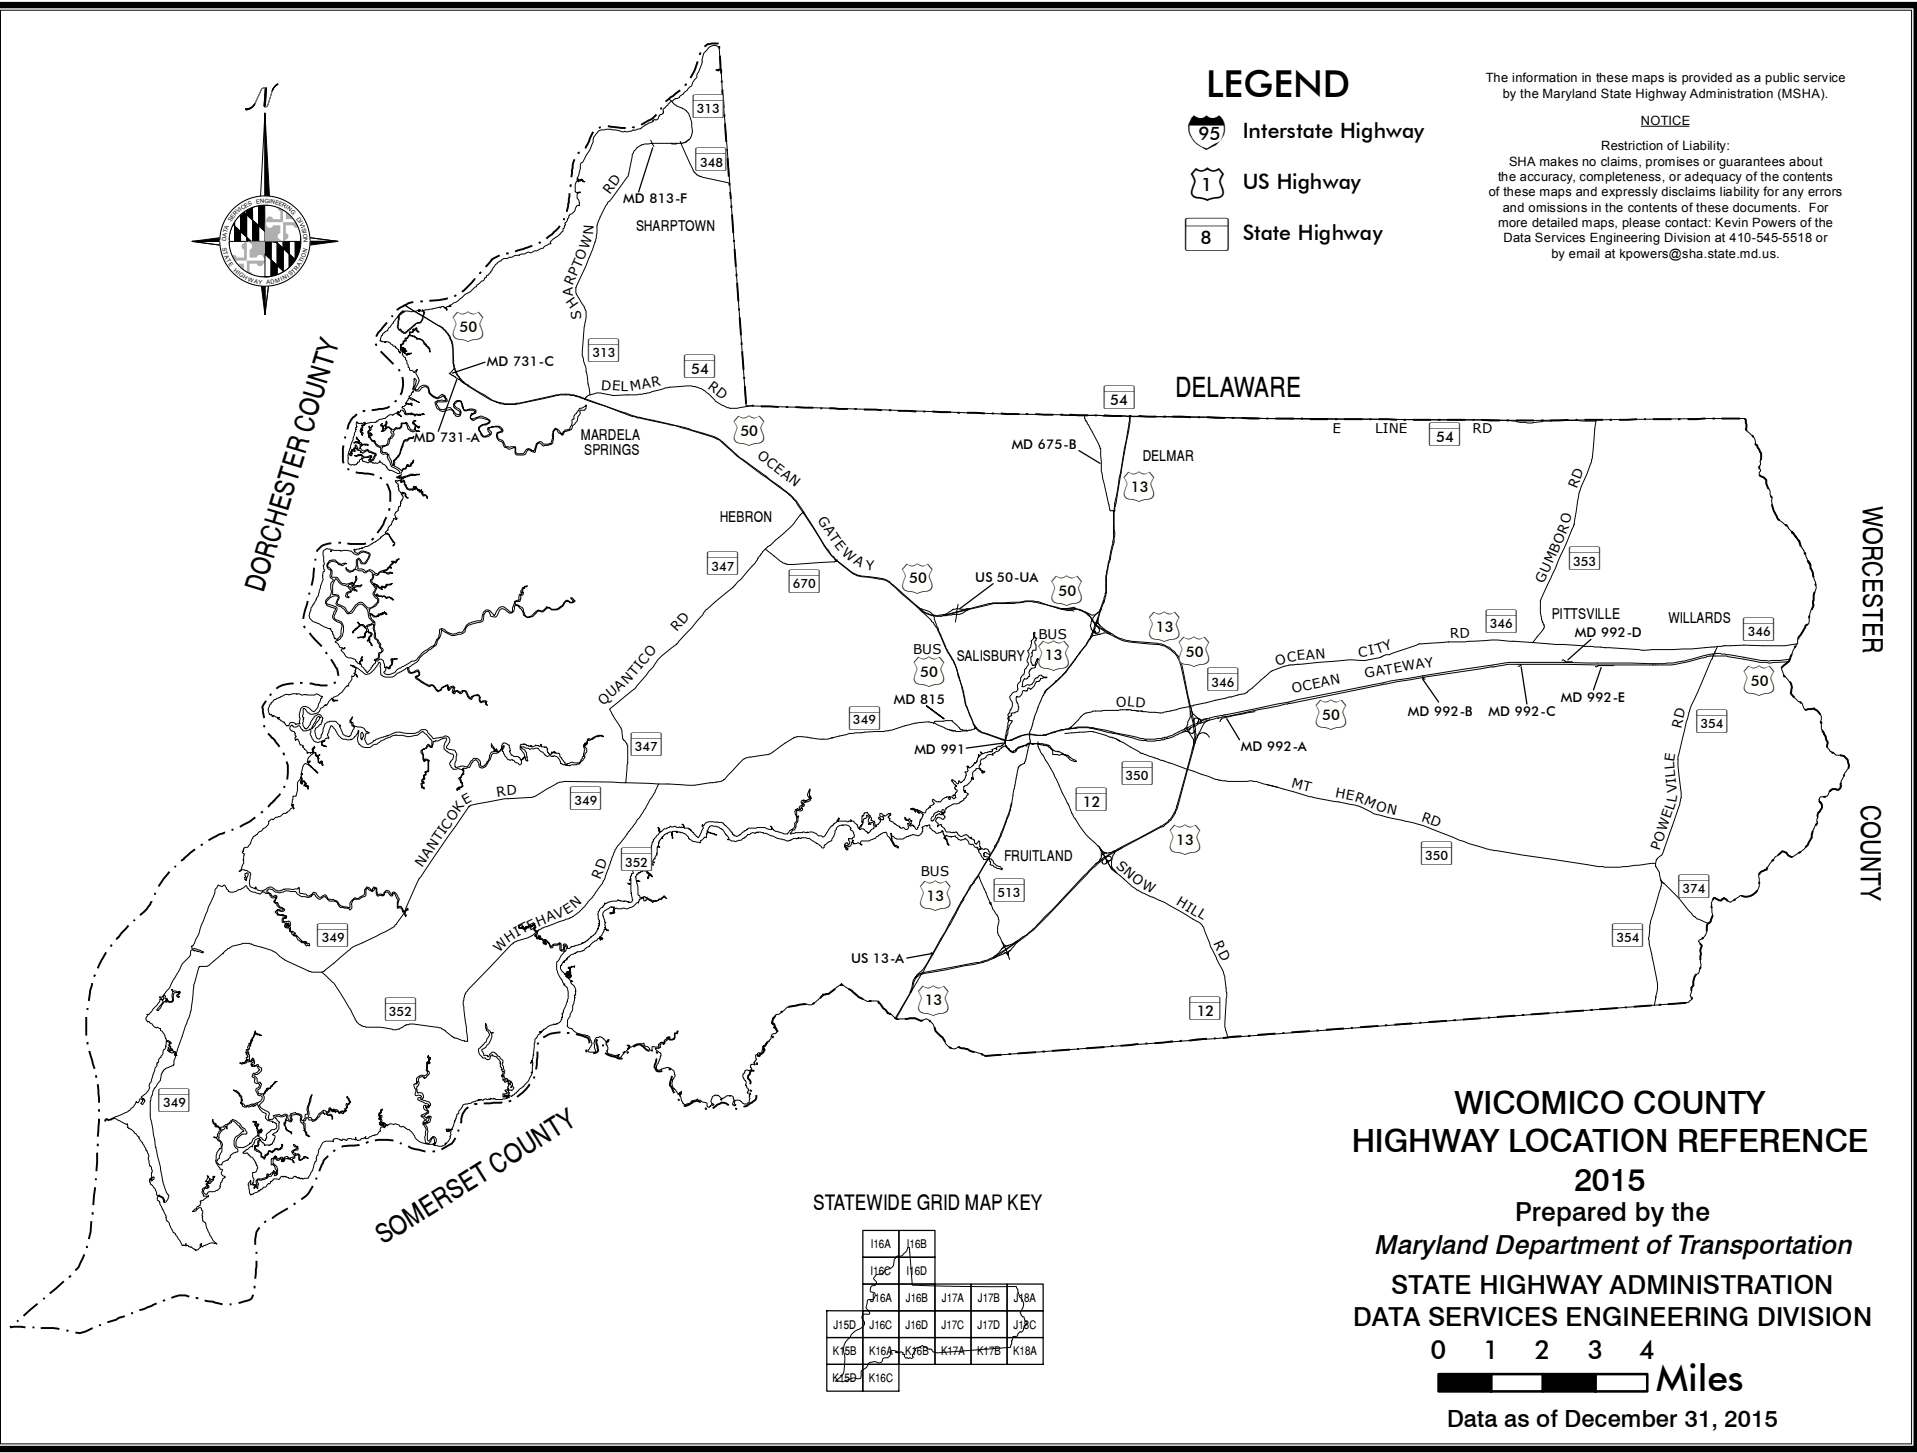 N
DATA SERVICES ENGINEERING DIVISION
STATE HIGHWAY ADMINISTRATION
LEGEND
95 Interstate Highway
1 US Highway
8 State Highway
The information in these maps is provided as a public service
by the Maryland State Highway Administration (MSHA).
NOTICE
Restriction of Liability:
SHA makes no claims, promises or guarantees about
the accuracy, completeness, or adequacy of the contents
of these maps and expressly disclaims liability for any errors
and omissions in the contents of these documents. For
more detailed maps, please contact: Kevin Powers of the
Data Services Engineering Division at 410-545-5518 or
by email at kpowers@sha.state.md.us.
313
348
MD 813-F
SHARPTOWN
SHARPTOWN RD
50
MD 731-C
313
54
DELMAR RD
DORCHESTER COUNTY
MD 731-A
MARDELA
SPRINGS
50
OCEAN GATEWAY
54
DELAWARE
MD 675-B
DELMAR
13
E LINE RD
54
HEBRON
347
670
50
US 50-UA
50
GUMBORO RD
353
WORCESTER
COUNTY
QUANTICO RD
BUS
50
SALISBURY
BUS
13
13
50
346
PITTSVILLE
MD 992-D
WILLARDS
346
OCEAN CITY RD
OCEAN GATEWAY
346
OLD
50
MD 992-B
MD 992-C
MD 992-E
50
MD 815
349
MD 991
MD 992-A
347
354
POWELLVILLE RD
NANTICOKE RD
349
350
12
MT HERMON RD
350
352
WHITEHAVEN RD
13
FRUITLAND
BUS
13
513
SNOW HILL RD
374
349
354
US 13-A
13
12
352
349
SOMERSET COUNTY
STATEWIDE GRID MAP KEY
I16A I16B
I16C I16D
J16A J16B J17A J17B J18A
J15D J16C J16D J17C J17D J18C
K15B K16A K16B K17A K17B K18A
K15D K16C
WICOMICO COUNTY
HIGHWAY LOCATION REFERENCE
2015
Prepared by the
Maryland Department of Transportation
STATE HIGHWAY ADMINISTRATION
DATA SERVICES ENGINEERING DIVISION
0 1 2 3 4
Miles
Data as of December 31, 2015